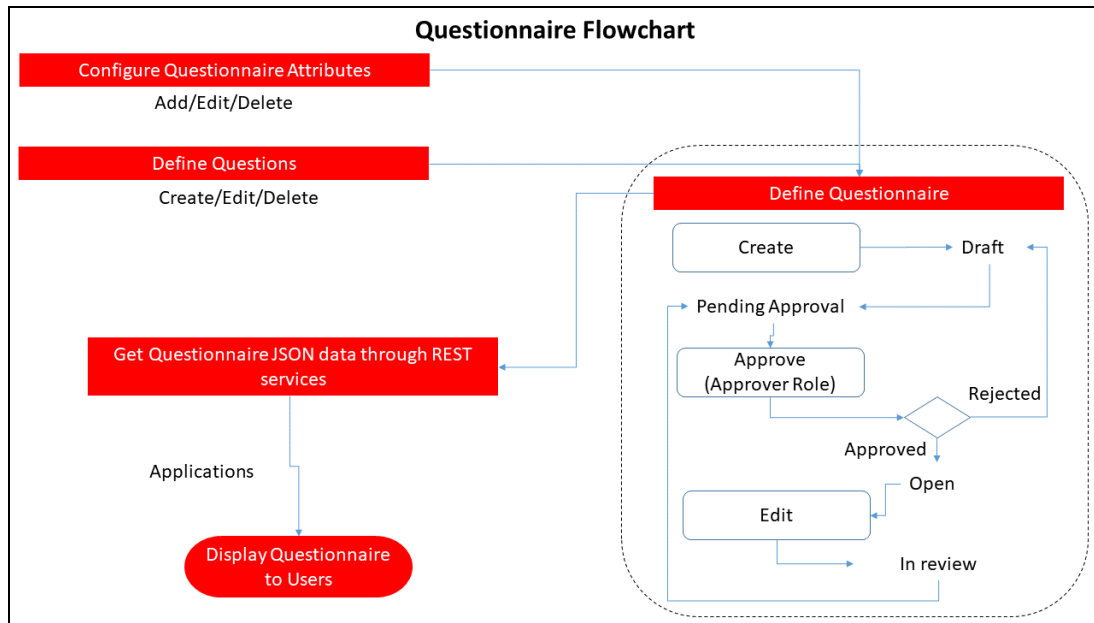 Questionnaire Flowchart
Configure Questionnaire Attributes
Add/Edit/Delete
Define Questions
Create/Edit/Delete
Define Questionnaire
Create
Draft
Pending Approval
Get Questionnaire JSON data through REST
services
Approve
(Approver Role)
Rejected
Approved
Applications
Open
Edit
Display Questionnaire
to Users
In review